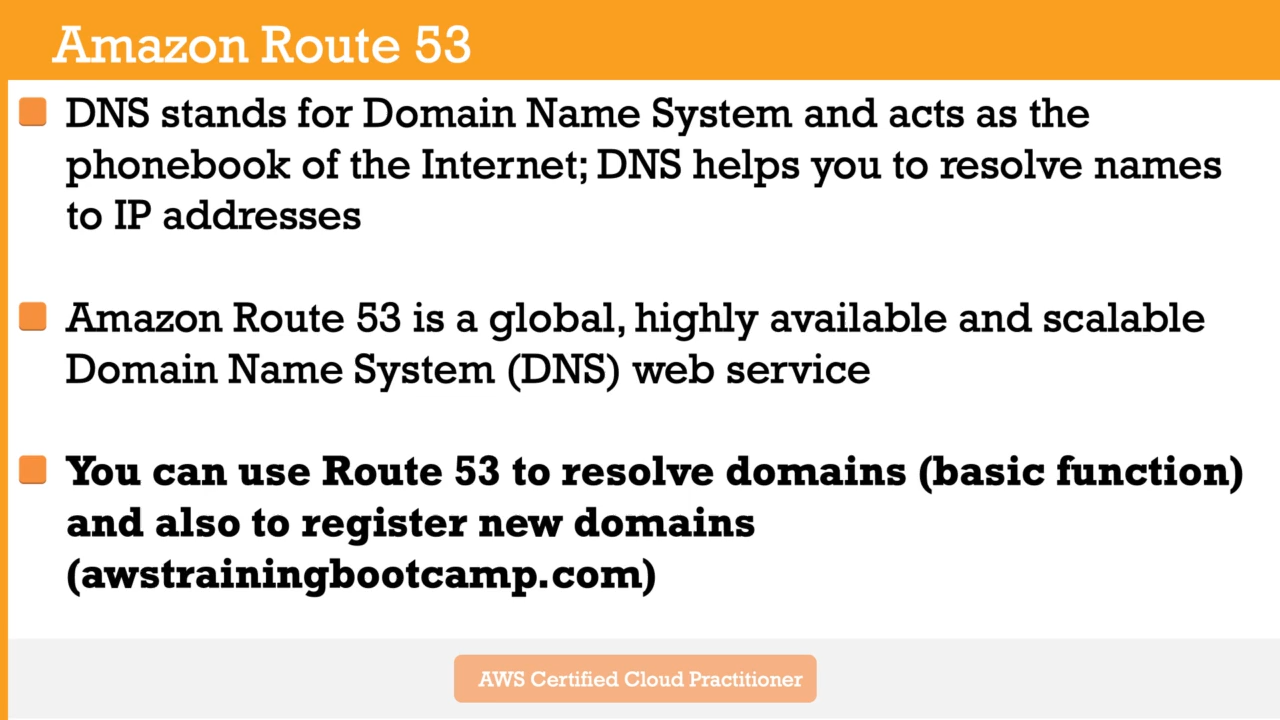 Amazon Route 53
DNS stands for Domain Name System and acts as the
phonebook of the Internet; DNS helps you to resolve names
to IP addresses
Amazon Route 53 is a global, highly available and scalable
Domain Name System (DNS) web service
You can use Route 53 to resolve domains (basic function)
and also to register new domains
(awstrainingbootcamp.com)
AWS Certified Cloud Practitioner